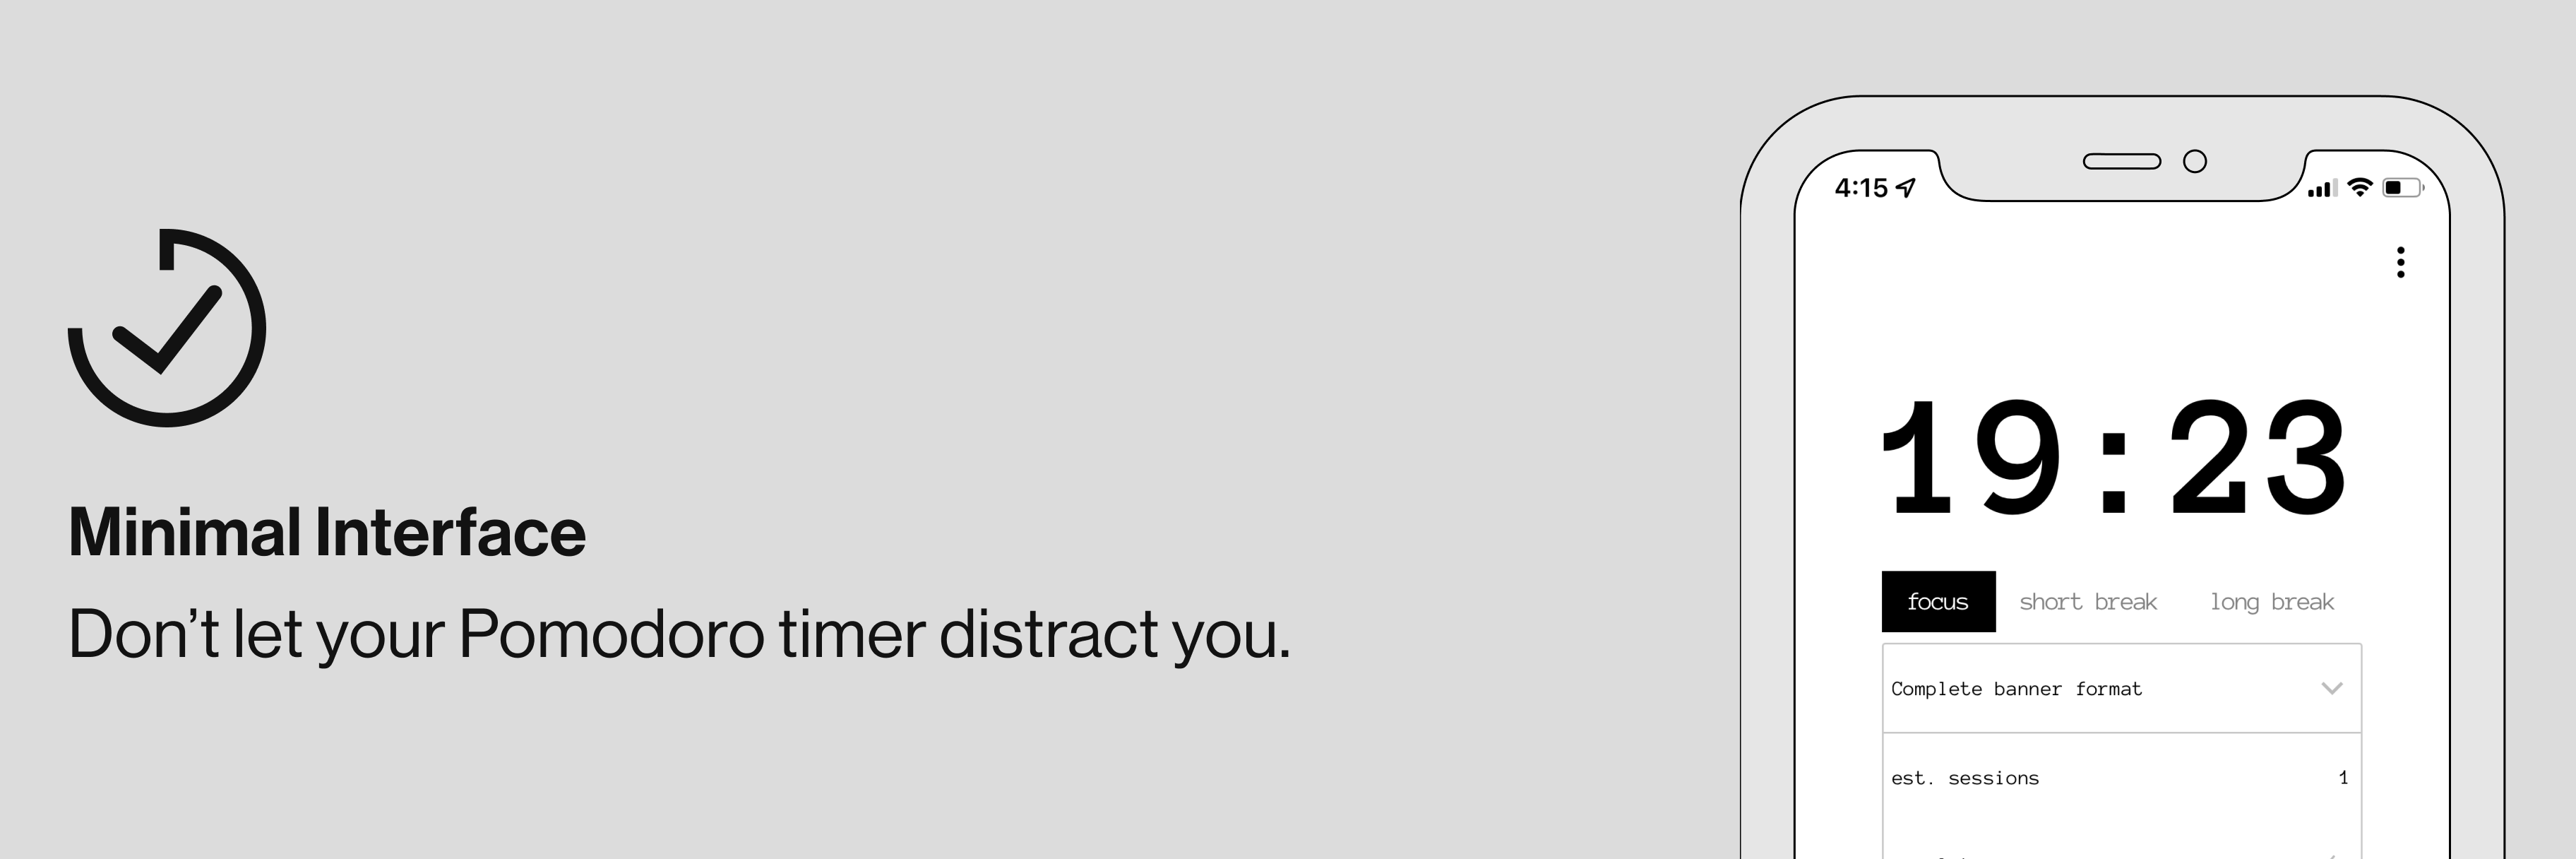 Minimal Interface
Don’t let your Pomodoro timer distract you.
4:15
19:23
focus short break long break
Complete banner format
est. sessions 1